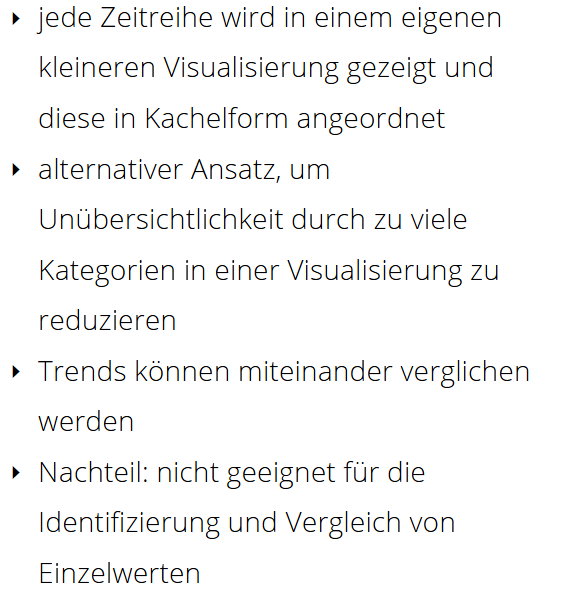 jede Zeitreihe wird in einem eigenen
kleineren Visualisierung gezeigt und
diese in Kachelform angeordnet
alternativer Ansatz, um
Unübersichtlichkeit durch zu viele
Kategorien in einer Visualisierung zu
reduzieren
Trends können miteinander verglichen
werden
Nachteil: nicht geeignet für die
Identifizierung und Vergleich von
Einzelwerten